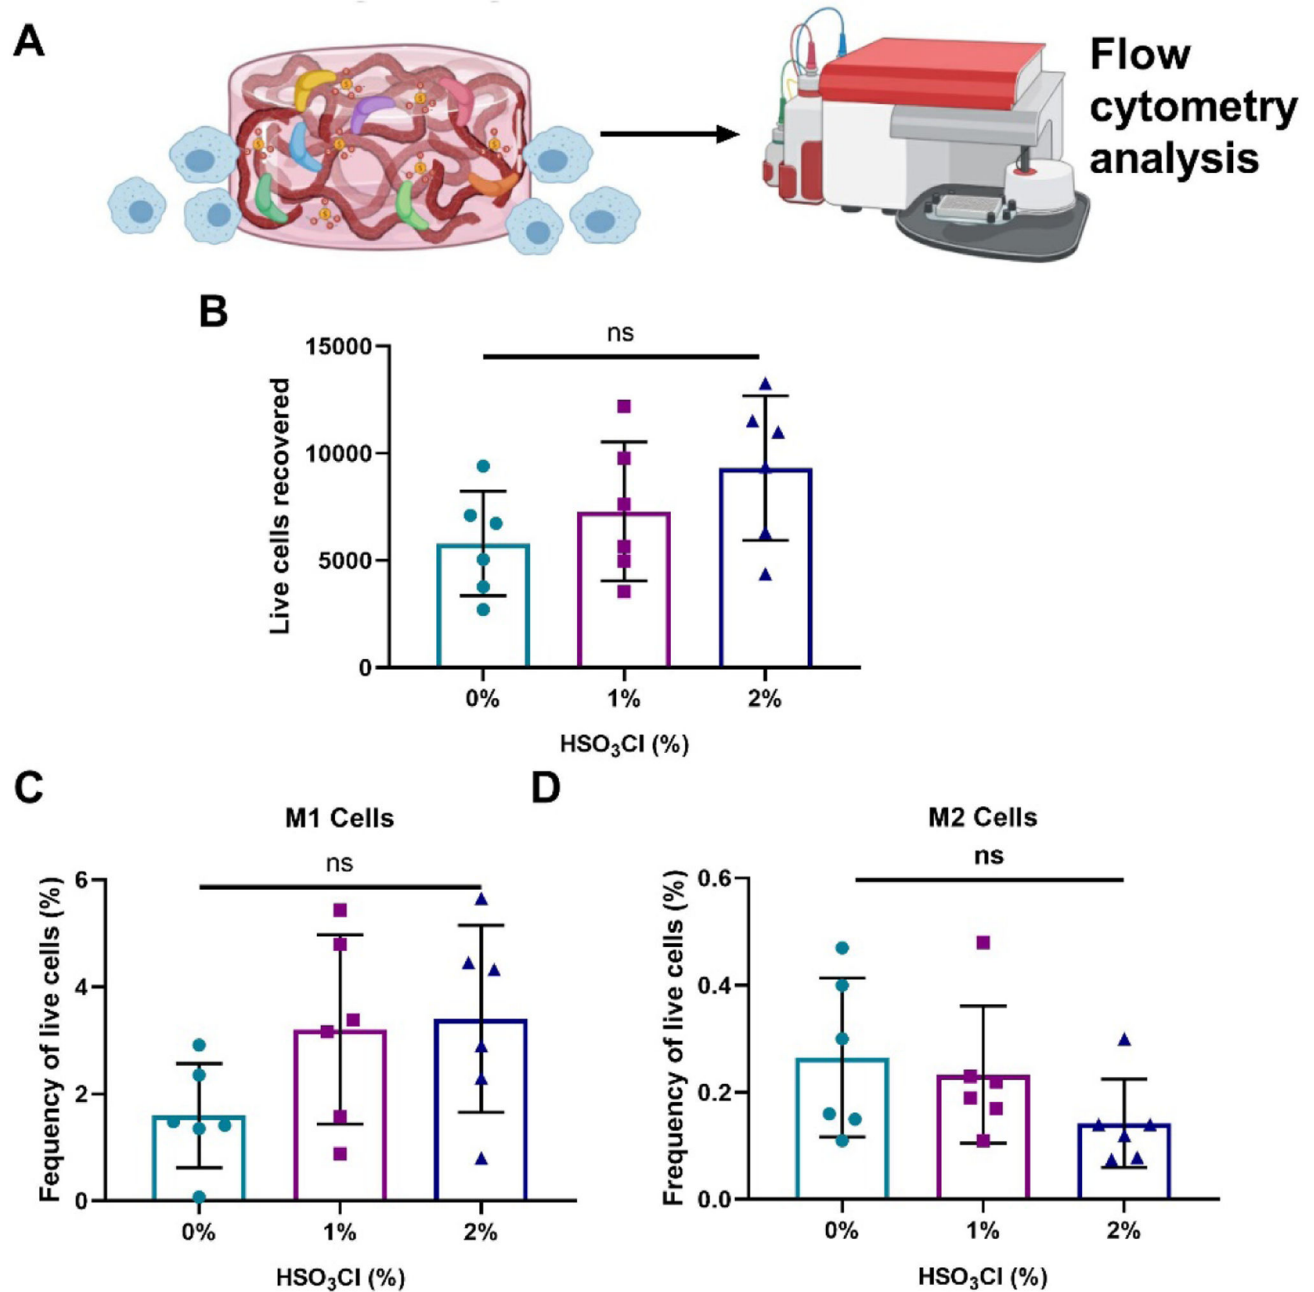 A
Flow
cytometry
analysis
B
ns
15000
10000
5000
0
Live cells recovered
0% 1% 2%
HSO₃Cl (%)
C
M1 Cells
ns
6
4
2
0
Fequency of live cells (%)
0% 1% 2%
HSO₃Cl (%)
D
M2 Cells
ns
0.6
0.4
0.2
0.0
Frequency of live cells (%)
0% 1% 2%
HSO₃Cl (%)